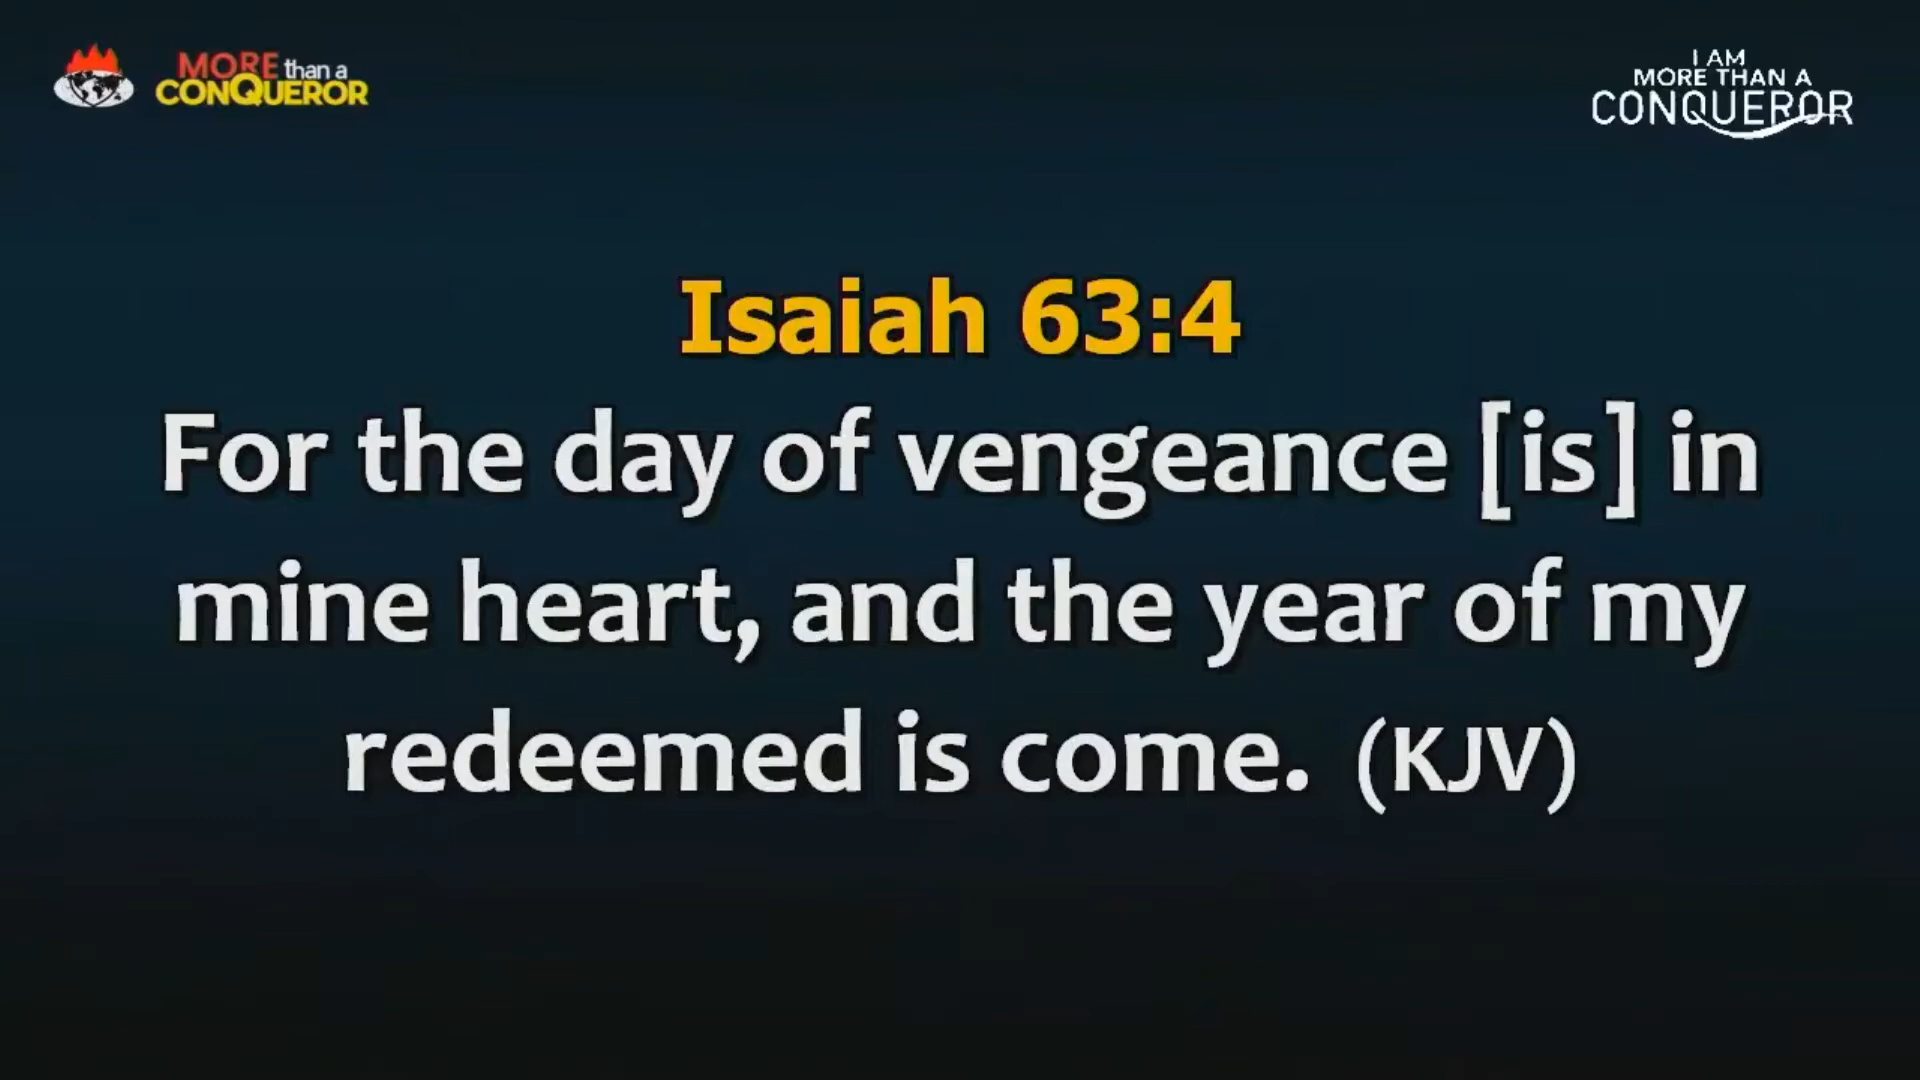 MORE than a
CONQUEROR
I AM
MORE THAN A
CONQUEROR
Isaiah 63:4
For the day of vengeance [is] in
mine heart, and the year of my
redeemed is come. (KJV)